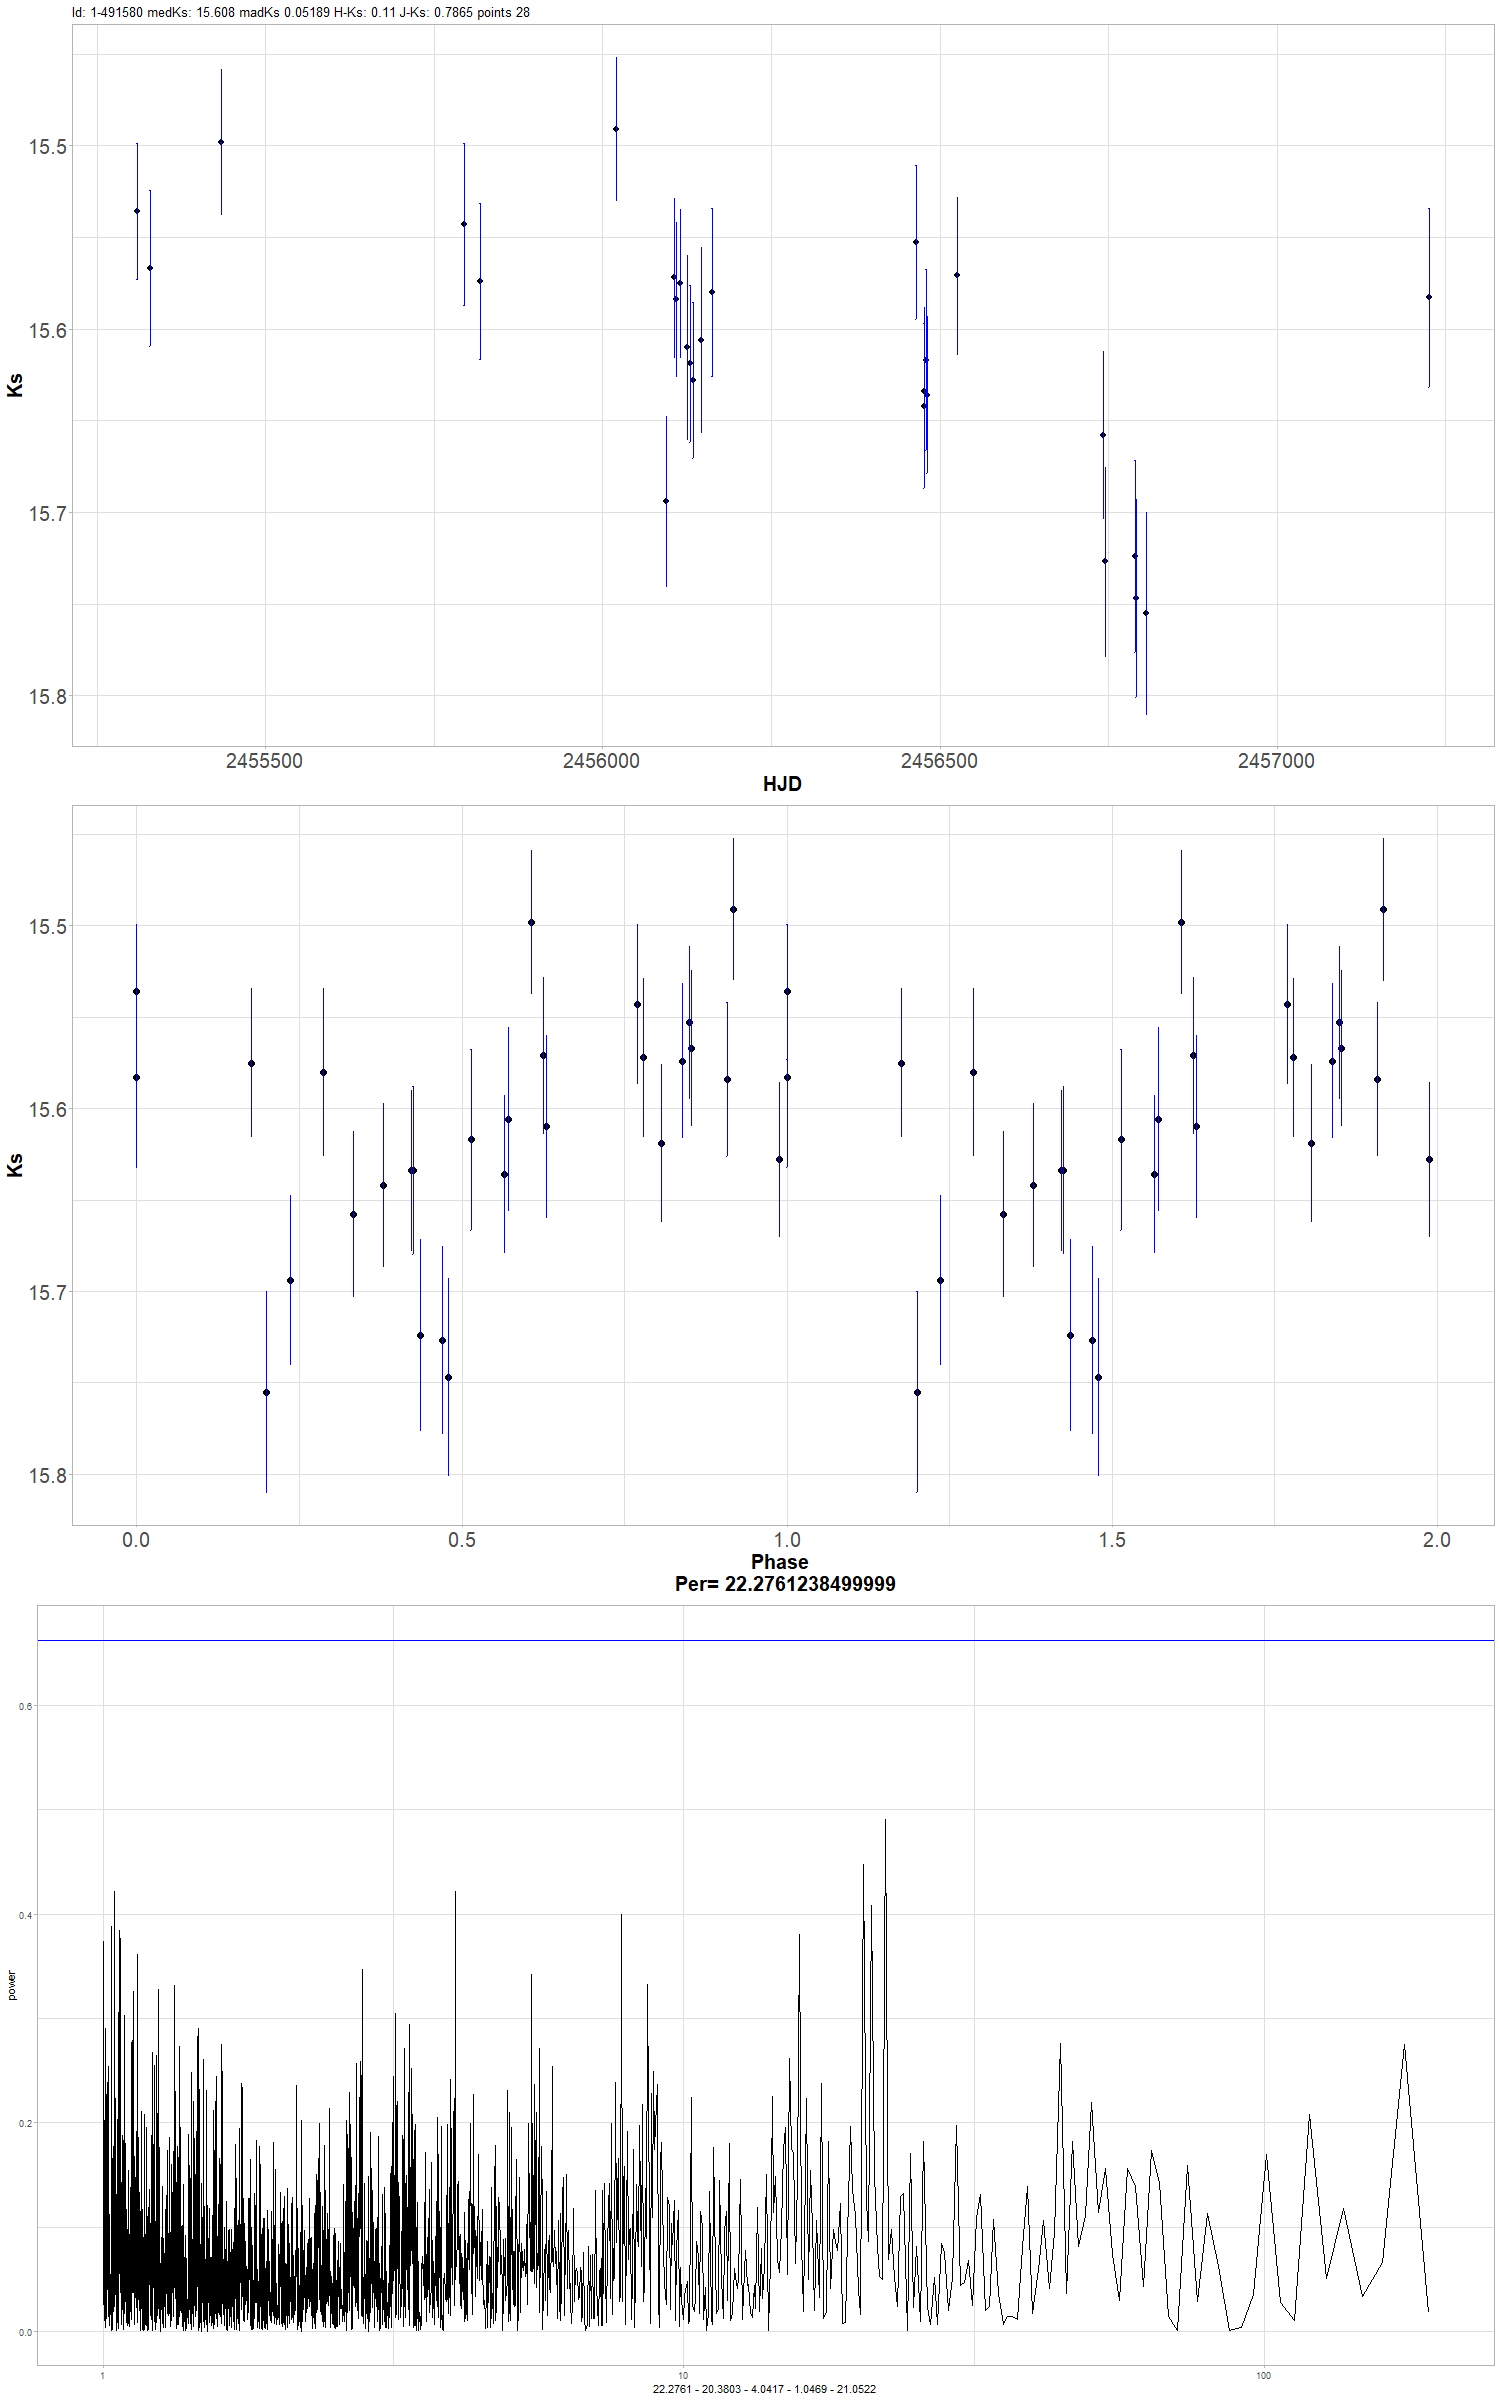 Id: 1-491580 medKs: 15.608 madKs 0.05189 H-Ks: 0.11 J-Ks: 0.7865 points 28
15.5
15.6
15.7
15.8
Ks
2455500 2456000 2456500 2457000
HJD
15.5
15.6
15.7
15.8
Ks
0.0 0.5 1.0 1.5 2.0
Phase
Per= 22.2761238499999
0.6
0.4
0.2
0.0
power
1 10 100
22.2761 - 20.3803 - 4.0417 - 1.0469 - 21.0522